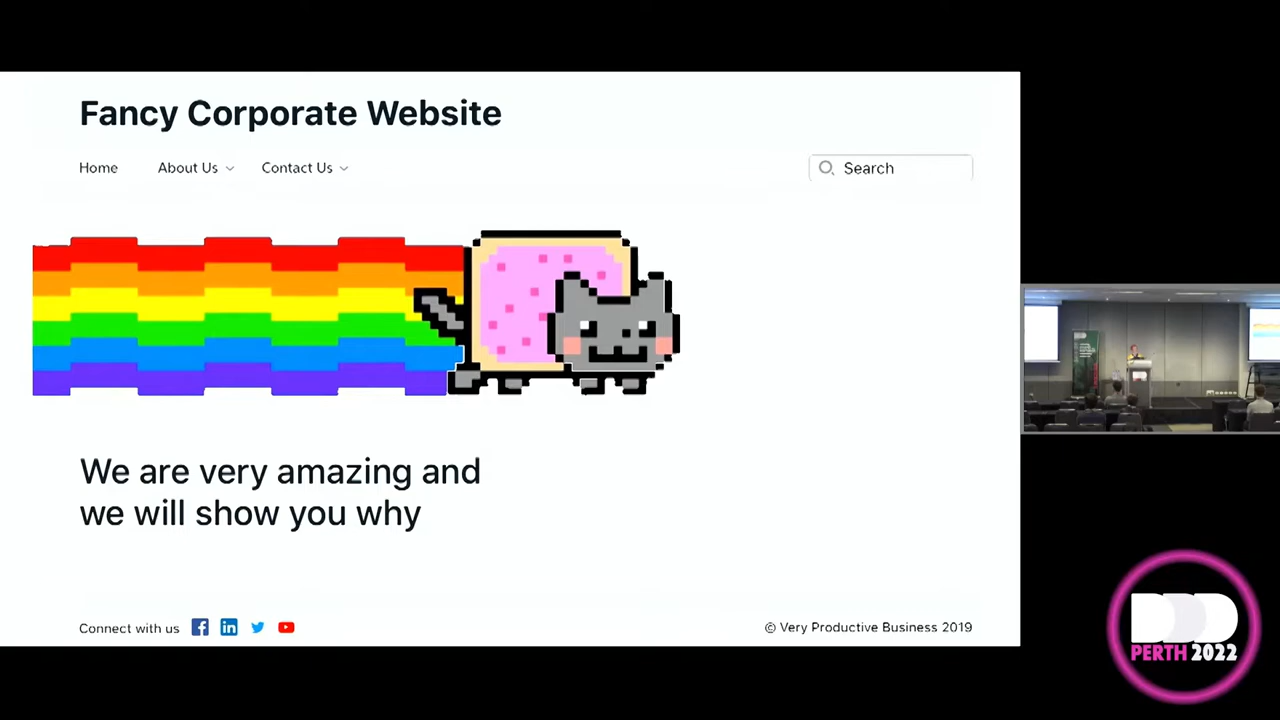 Fancy Corporate Website
Home About Us Contact Us Search
We are very amazing and
we will show you why
Connect with us
© Very Productive Business 2019
DDD
PERTH 2022